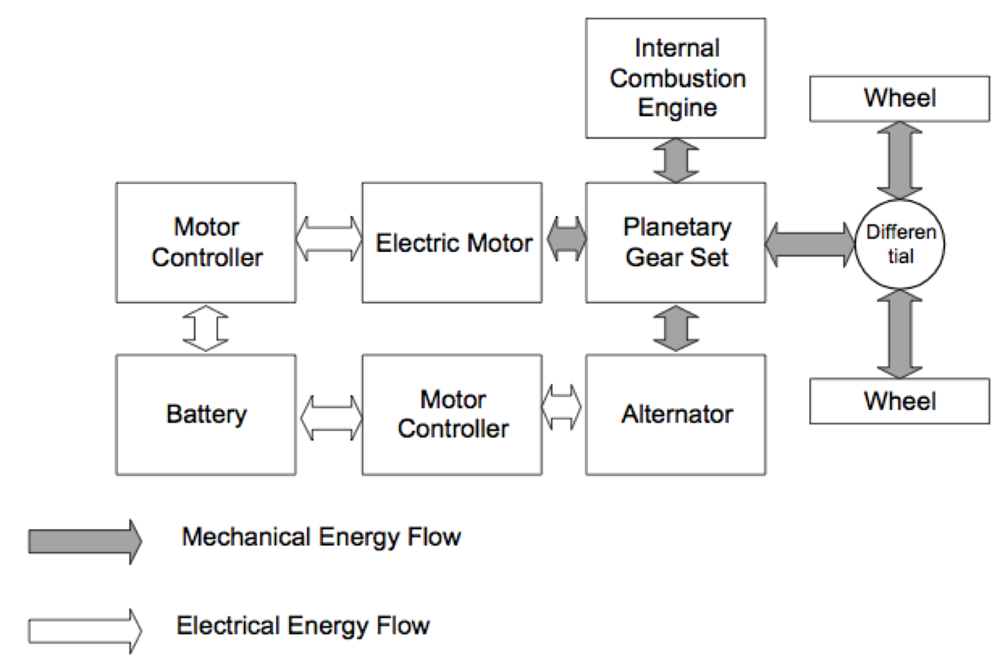 Internal
Combustion
Engine
Wheel
Motor
Controller
Electric Motor
Planetary
Gear Set
Differen
tial
Battery
Motor
Controller
Alternator
Wheel
Mechanical Energy Flow
Electrical Energy Flow